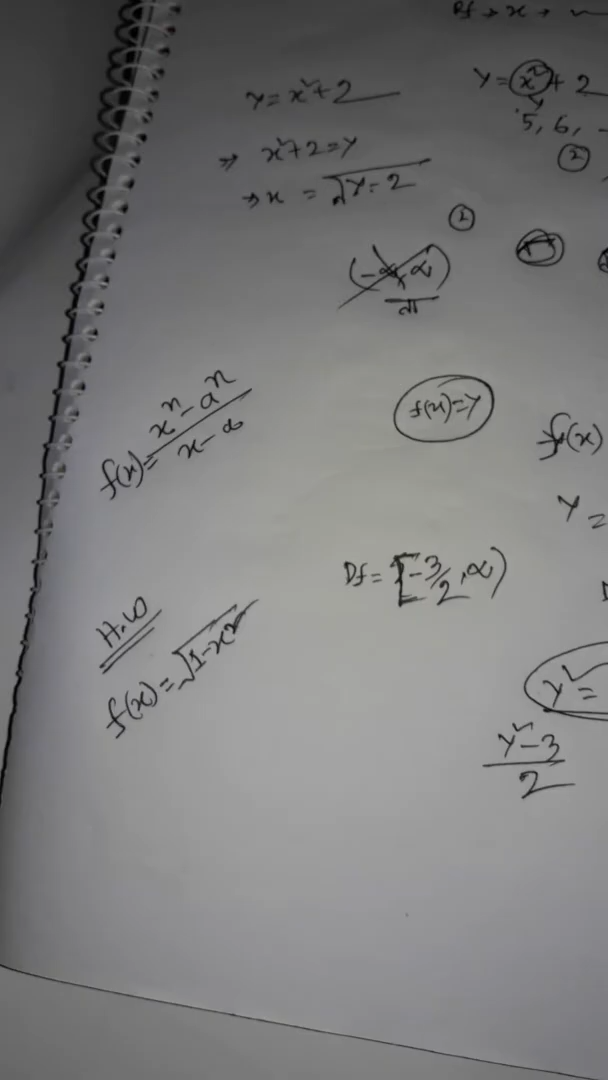 Df → x →
y = x² + 2
⇒ x² + 2 = y
⇒ x = √(y - 2)
y = x² + 2
y
5, 6,
②
①
(-∝, ∝)
f(x) = (xⁿ - aⁿ)/(x - ∝)
f(x) = y
f(x)
y =
Df = [-3/2, ∝)
H.W
f(x) = √(1 - x²)
y² =
(y² - 3)/2